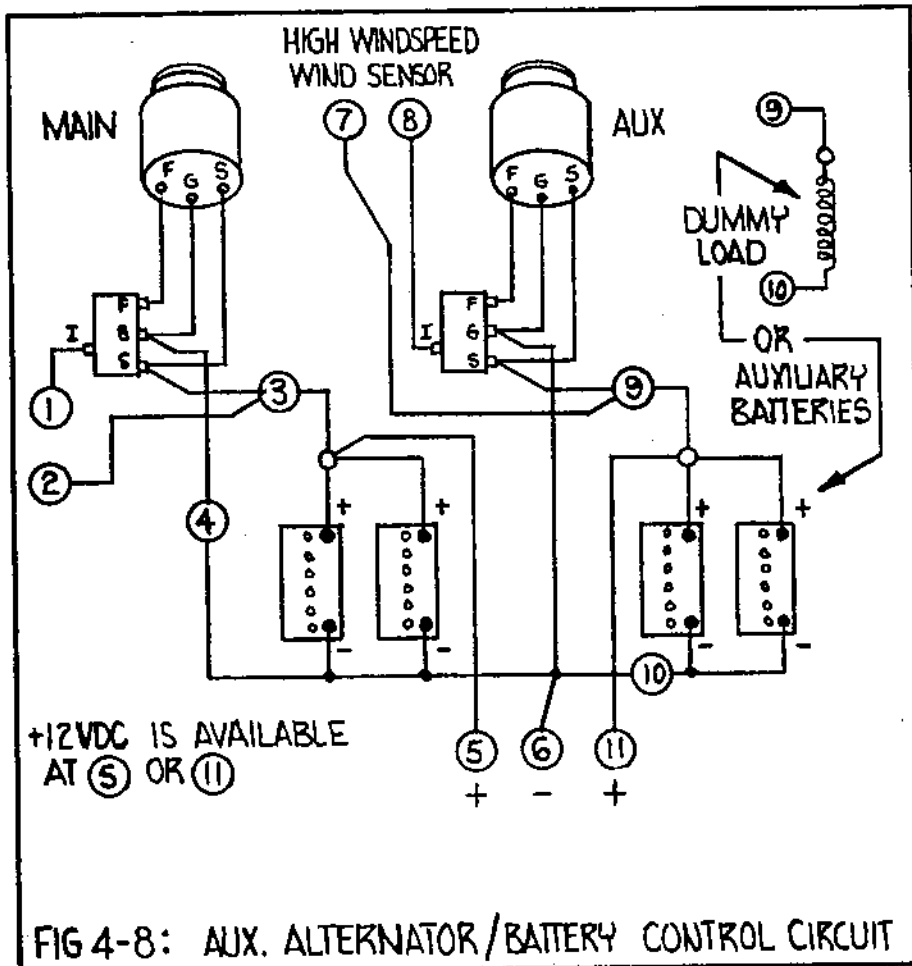 HIGH WINDSPEED
WIND SENSOR
MAIN
7
8
AUX
9
F G S
F G S
DUMMY
LOAD
10
F
I
G
S
F
I
G
S
OR
AUXILIARY
BATTERIES
1
3
9
2
4
+
+
+
+
-
-
-
-
10
+12VDC IS AVAILABLE
AT 5 OR 11
5
6
11
+
-
+
FIG 4-8: AUX. ALTERNATOR/BATTERY CONTROL CIRCUIT